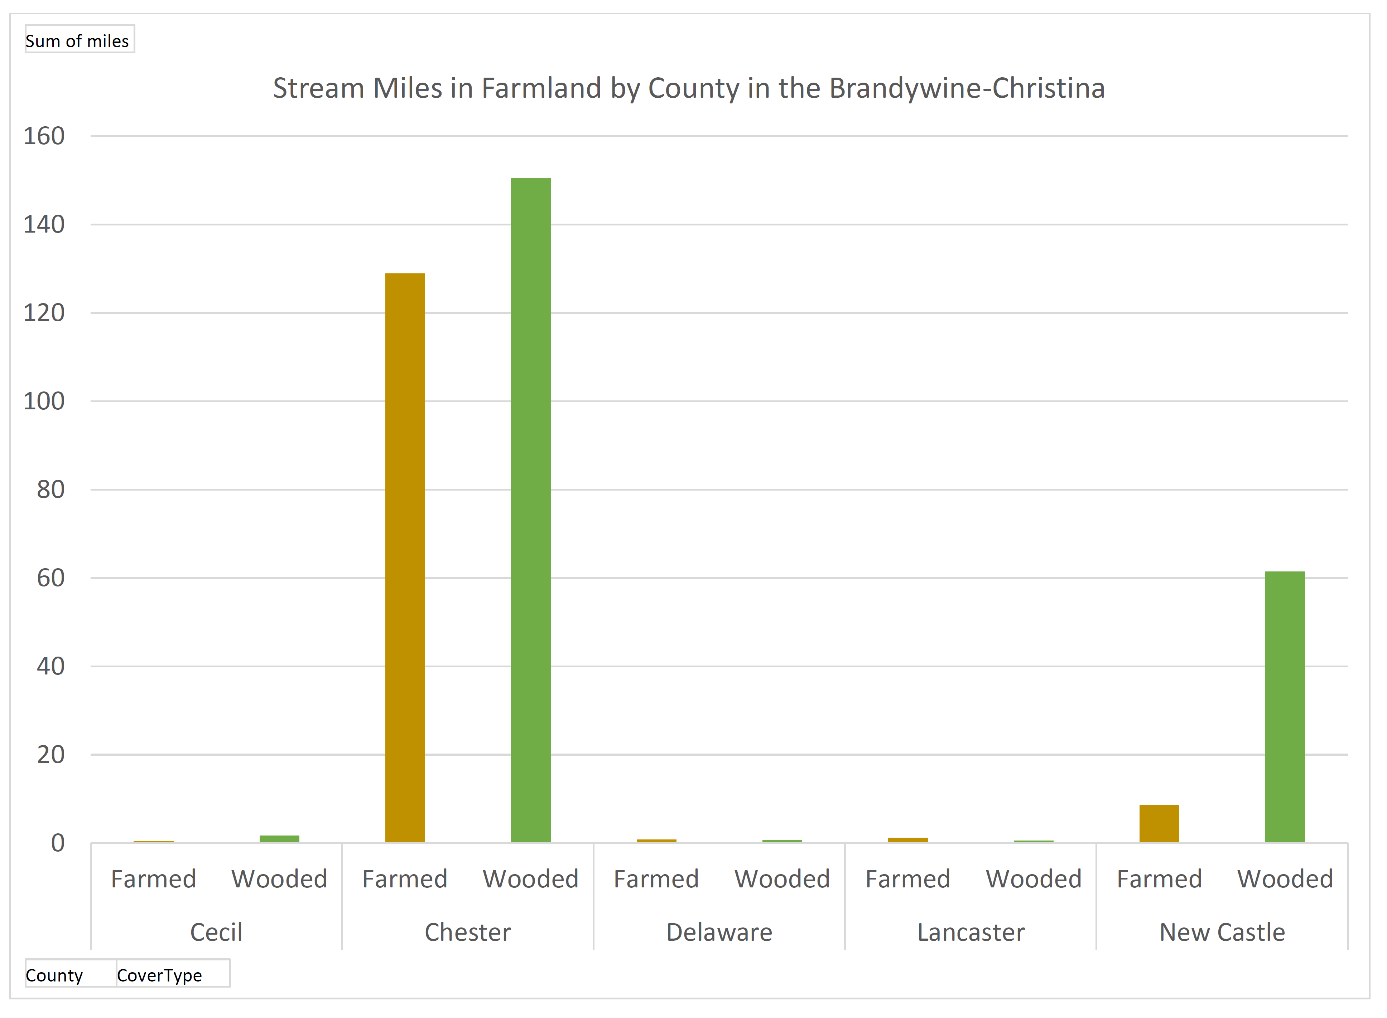 Sum of miles
Stream Miles in Farmland by County in the Brandywine-Christina
160
140
120
100
80
60
40
20
0
Farmed Wooded Farmed Wooded Farmed Wooded Farmed Wooded Farmed Wooded
Cecil Chester Delaware Lancaster New Castle
County CoverType